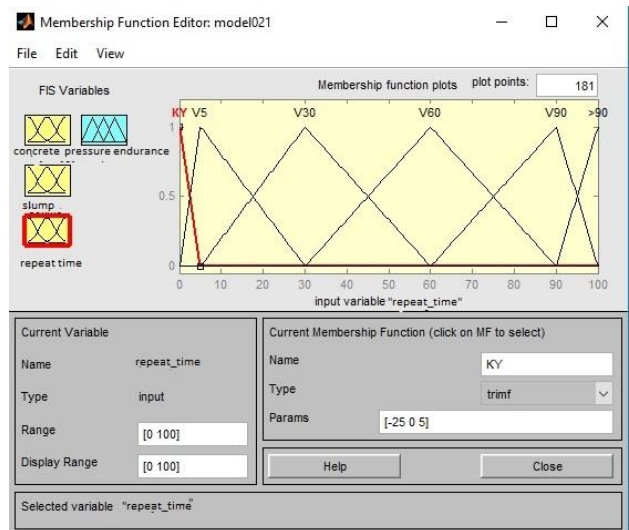 Membership Function Editor: model021
File Edit View
FIS Variables
Membership function plots plot points: 181
KY V5 V30 V60 V90 >90
concrete pressure endurance
slump
repeat time
1
0.5
0
0 10 20 30 40 50 60 70 80 90 100
input variable "repeat_time"
Current Variable
Name repeat_time
Type input
Range [0 100]
Display Range [0 100]
Current Membership Function (click on MF to select)
Name KY
Type trimf
Params [-25 0 5]
Help Close
Selected variable "repeat_time"